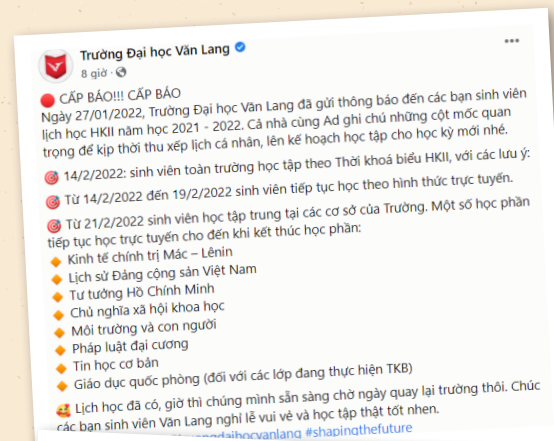 Trường Đại học Văn Lang
8 giờ
CẤP BÁO!!! CẤP BÁO
Ngày 27/01/2022, Trường Đại học Văn Lang đã gửi thông báo đến các bạn sinh viên
lịch học HKII năm học 2021 - 2022. Cả nhà cùng Ad ghi chú những cột mốc quan
trọng để kịp thời thu xếp lịch cá nhân, lên kế hoạch học tập cho học kỳ mới nhé.
14/2/2022: sinh viên toàn trường học tập theo Thời khoá biểu HKII, với các lưu ý:
Từ 14/2/2022 đến 19/2/2022 sinh viên tiếp tục học theo hình thức trực tuyến.
Từ 21/2/2022 sinh viên học tập trung tại các cơ sở của Trường. Một số học phần
tiếp tục học trực tuyến cho đến khi kết thúc học phần:
Kinh tế chính trị Mác – Lênin
Lịch sử Đảng cộng sản Việt Nam
Tư tưởng Hồ Chính Minh
Chủ nghĩa xã hội khoa học
Môi trường và con người
Pháp luật đại cương
Tin học cơ bản
Giáo dục quốc phòng (đối với các lớp đang thực hiện TKB)
Lịch học đã có, giờ thì chúng mình sẵn sàng chờ ngày quay lại trường thôi. Chúc
các bạn sinh viên Văn Lang nghỉ lễ vui vẻ và học tập thật tốt nhen.
#shapingthefuture